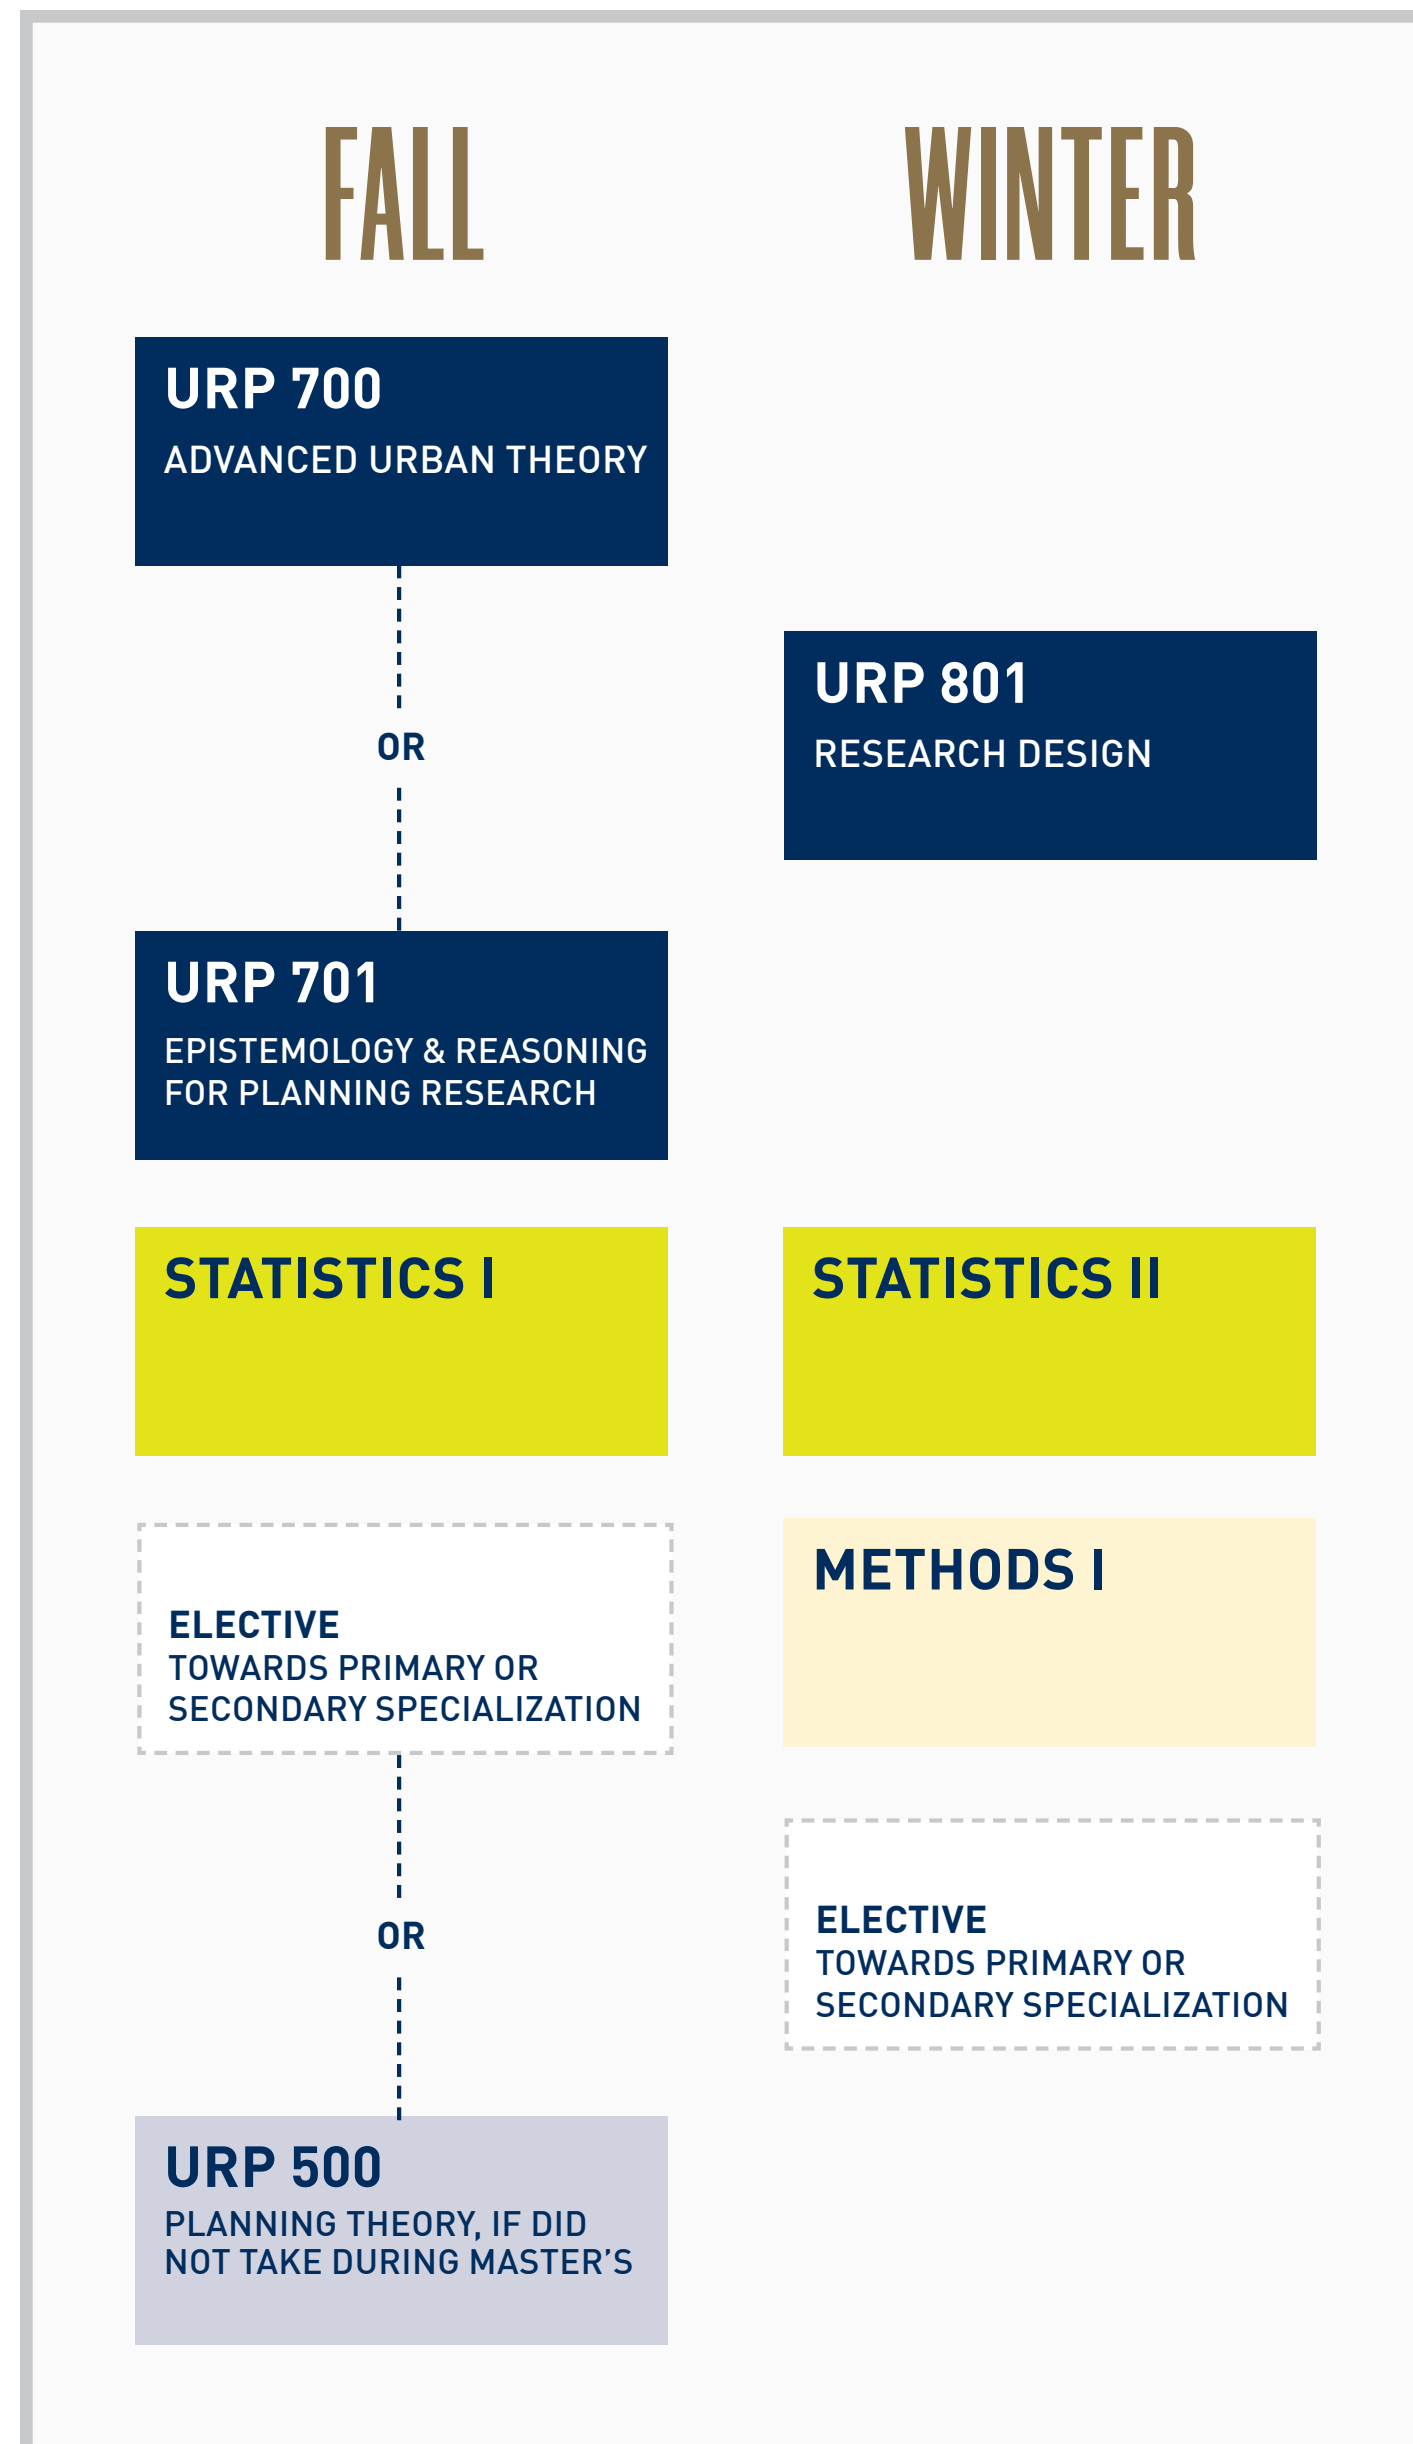 FALL
URP 700
ADVANCED URBAN THEORY
OR
URP 701
EPISTEMOLOGY & REASONING
FOR PLANNING RESEARCH
STATISTICS I
ELECTIVE
TOWARDS PRIMARY OR
SECONDARY SPECIALIZATION
OR
URP 500
PLANNING THEORY, IF DID
NOT TAKE DURING MASTER’S
WINTER
URP 801
RESEARCH DESIGN
STATISTICS II
METHODS I
ELECTIVE
TOWARDS PRIMARY OR
SECONDARY SPECIALIZATION